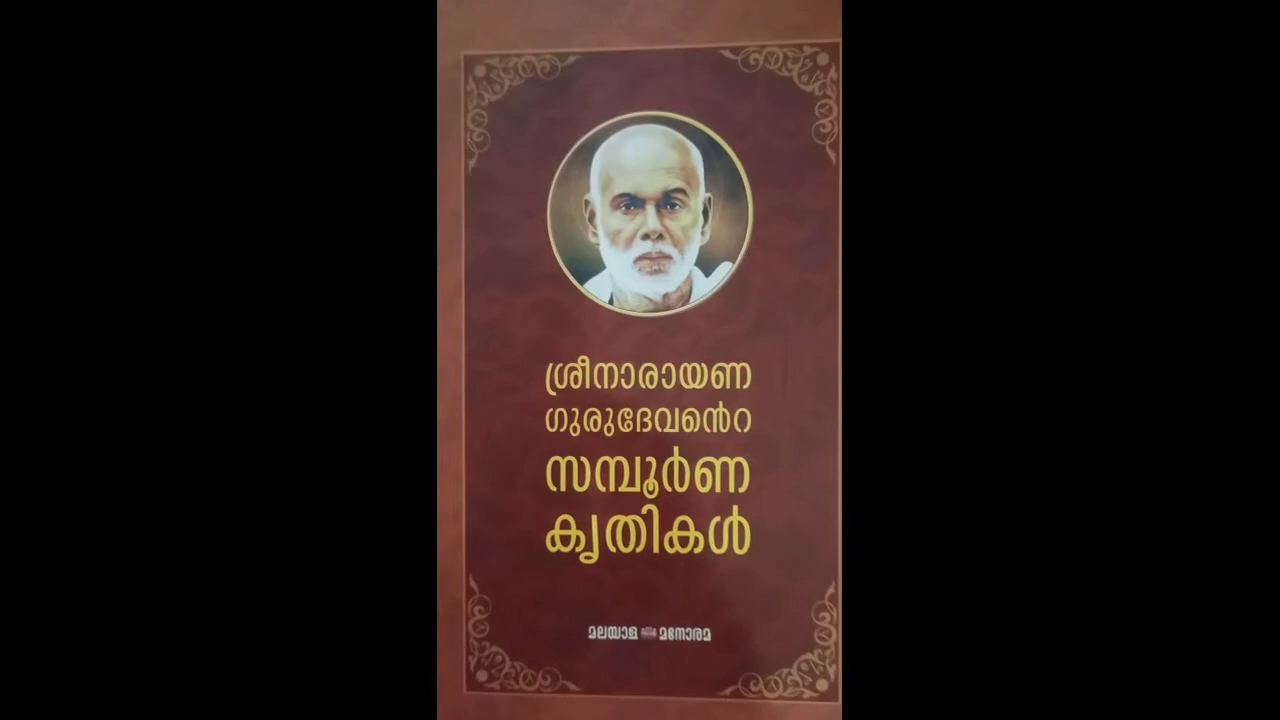 ശ്രീനാരായണ
ഗുരുദേവന്റെ
സമ്പൂർണ
കൃതികൾ
മലയാള മനോരമ